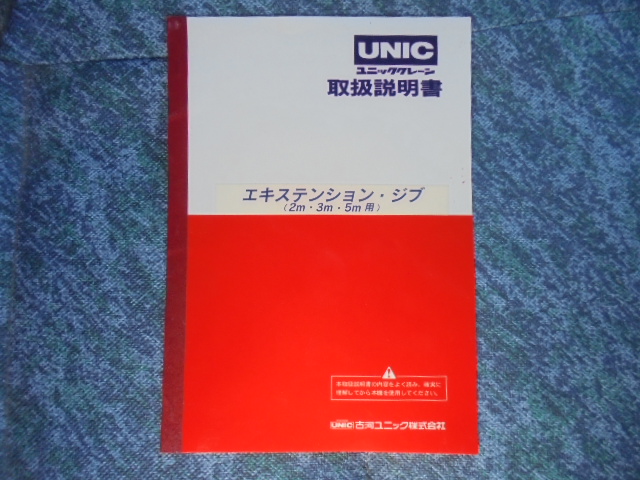 UNIC
ユニッククレーン
取扱説明書
エキステンション・ジブ
(2m・3m・5m用)
本取扱説明書の内容をよく読み、確実に
理解してから本機を使用してください。
UNIC 古河ユニック株式会社